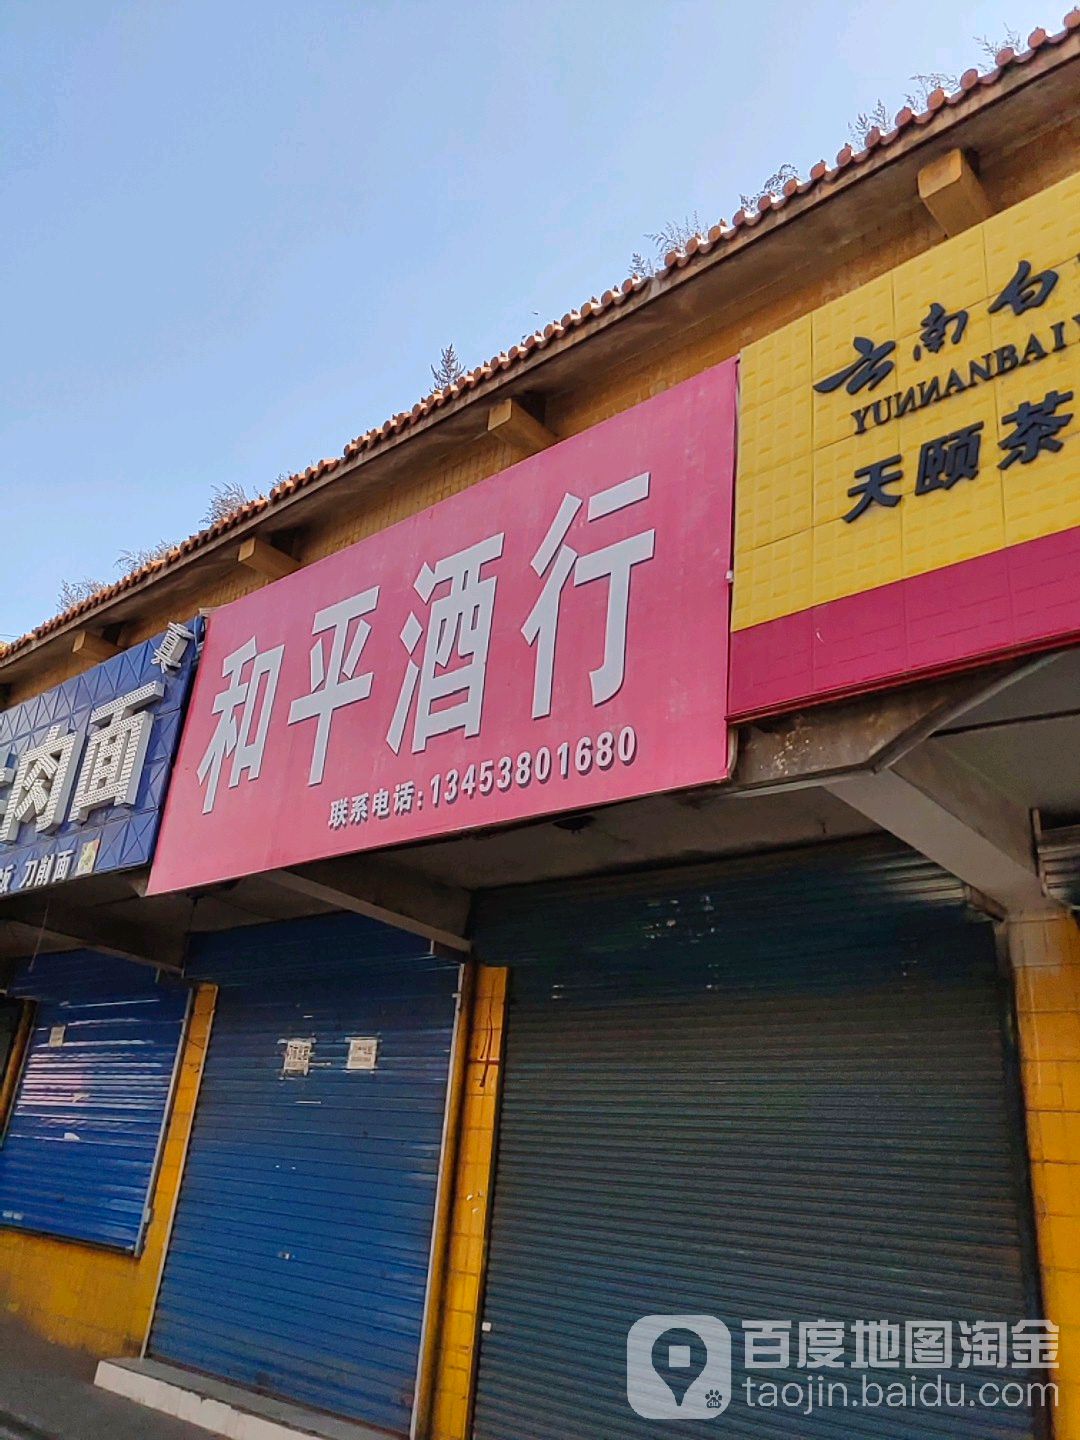 肉面
刀削面
和平酒行
联系电话:13453801680
云南白
YUNNANBAIY
天颐茶
百度地图淘金
taojin.baidu.com